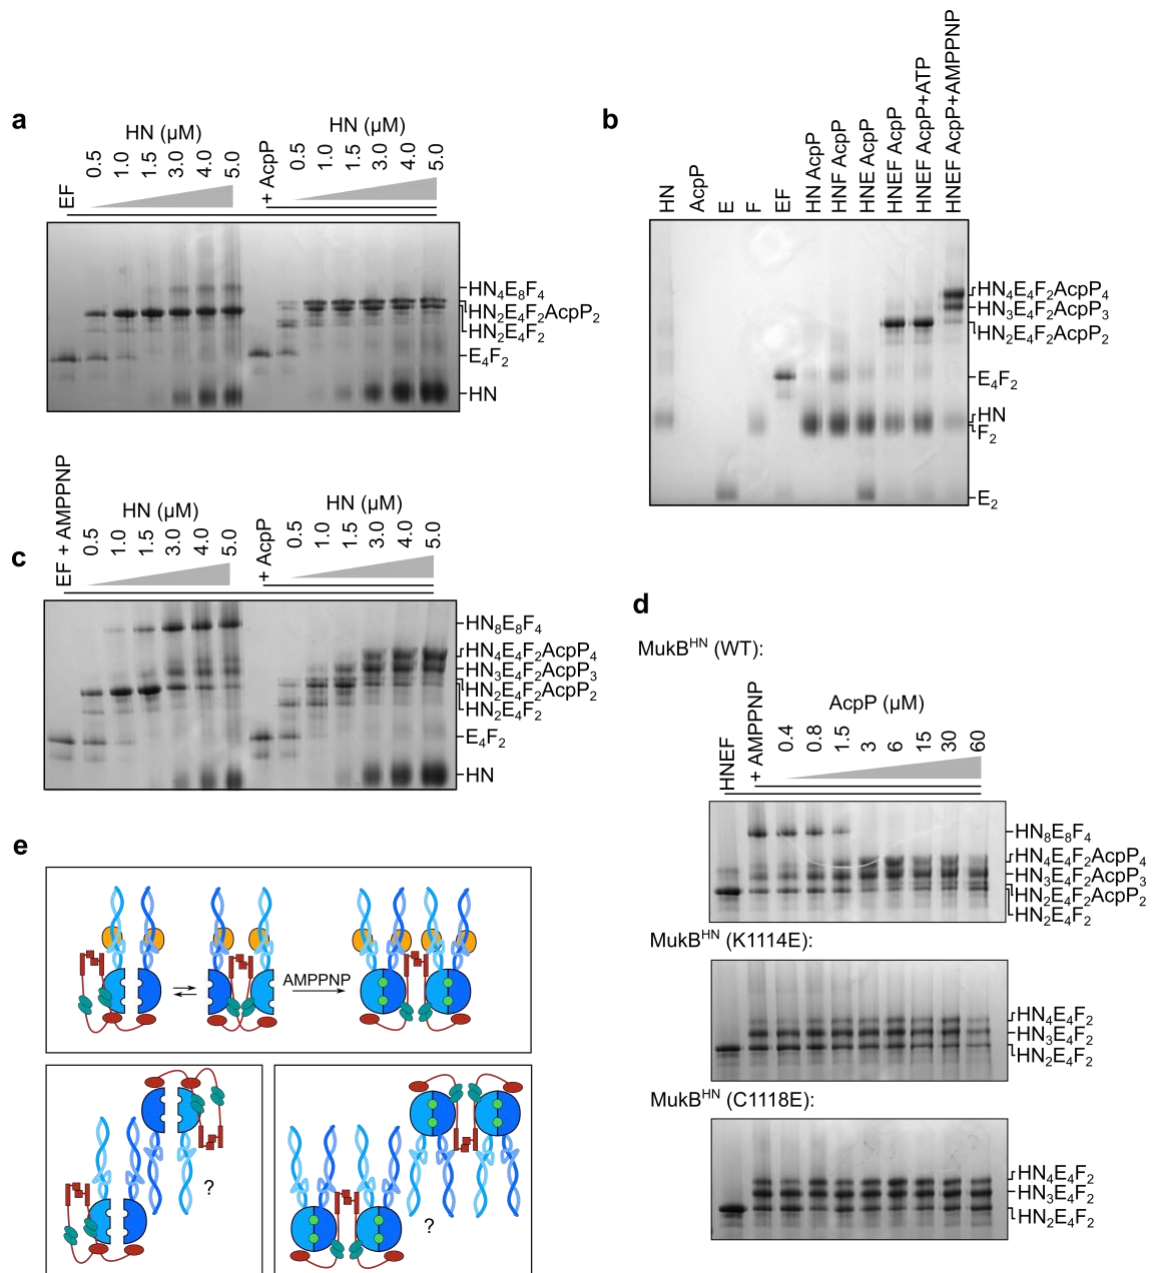 a
HN (µM)
EF
0.5
1.0
1.5
3.0
4.0
5.0
HN (µM)
+ AcpP
0.5
1.0
1.5
3.0
4.0
5.0
HN₄E₈F₄
HN₂E₄F₂AcpP₂
HN₂E₄F₂
E₄F₂
HN
b
HN
AcpP
E
F
EF
HN AcpP
HNF AcpP
HNE AcpP
HNEF AcpP
HNEF AcpP+ATP
HNEF AcpP+AMPPNP
HN₄E₄F₂AcpP₄
HN₃E₄F₂AcpP₃
HN₂E₄F₂AcpP₂
E₄F₂
HN
F₂
E₂
c
EF + AMPPNP
HN (µM)
0.5
1.0
1.5
3.0
4.0
5.0
+ AcpP
HN (µM)
0.5
1.0
1.5
3.0
4.0
5.0
HN₈E₈F₄
HN₄E₄F₂AcpP₄
HN₃E₄F₂AcpP₃
HN₂E₄F₂AcpP₂
HN₂E₄F₂
E₄F₂
HN
d
MukBᴴᴺ (WT):
HNEF
+ AMPPNP
AcpP (µM)
0.4
0.8
1.5
3
6
15
30
60
HN₈E₈F₄
HN₄E₄F₂AcpP₄
HN₃E₄F₂AcpP₃
HN₂E₄F₂AcpP₂
HN₂E₄F₂
MukBᴴᴺ (K1114E):
HN₄E₄F₂
HN₃E₄F₂
HN₂E₄F₂
MukBᴴᴺ (C1118E):
HN₄E₄F₂
HN₃E₄F₂
HN₂E₄F₂
e
AMPPNP
?
?